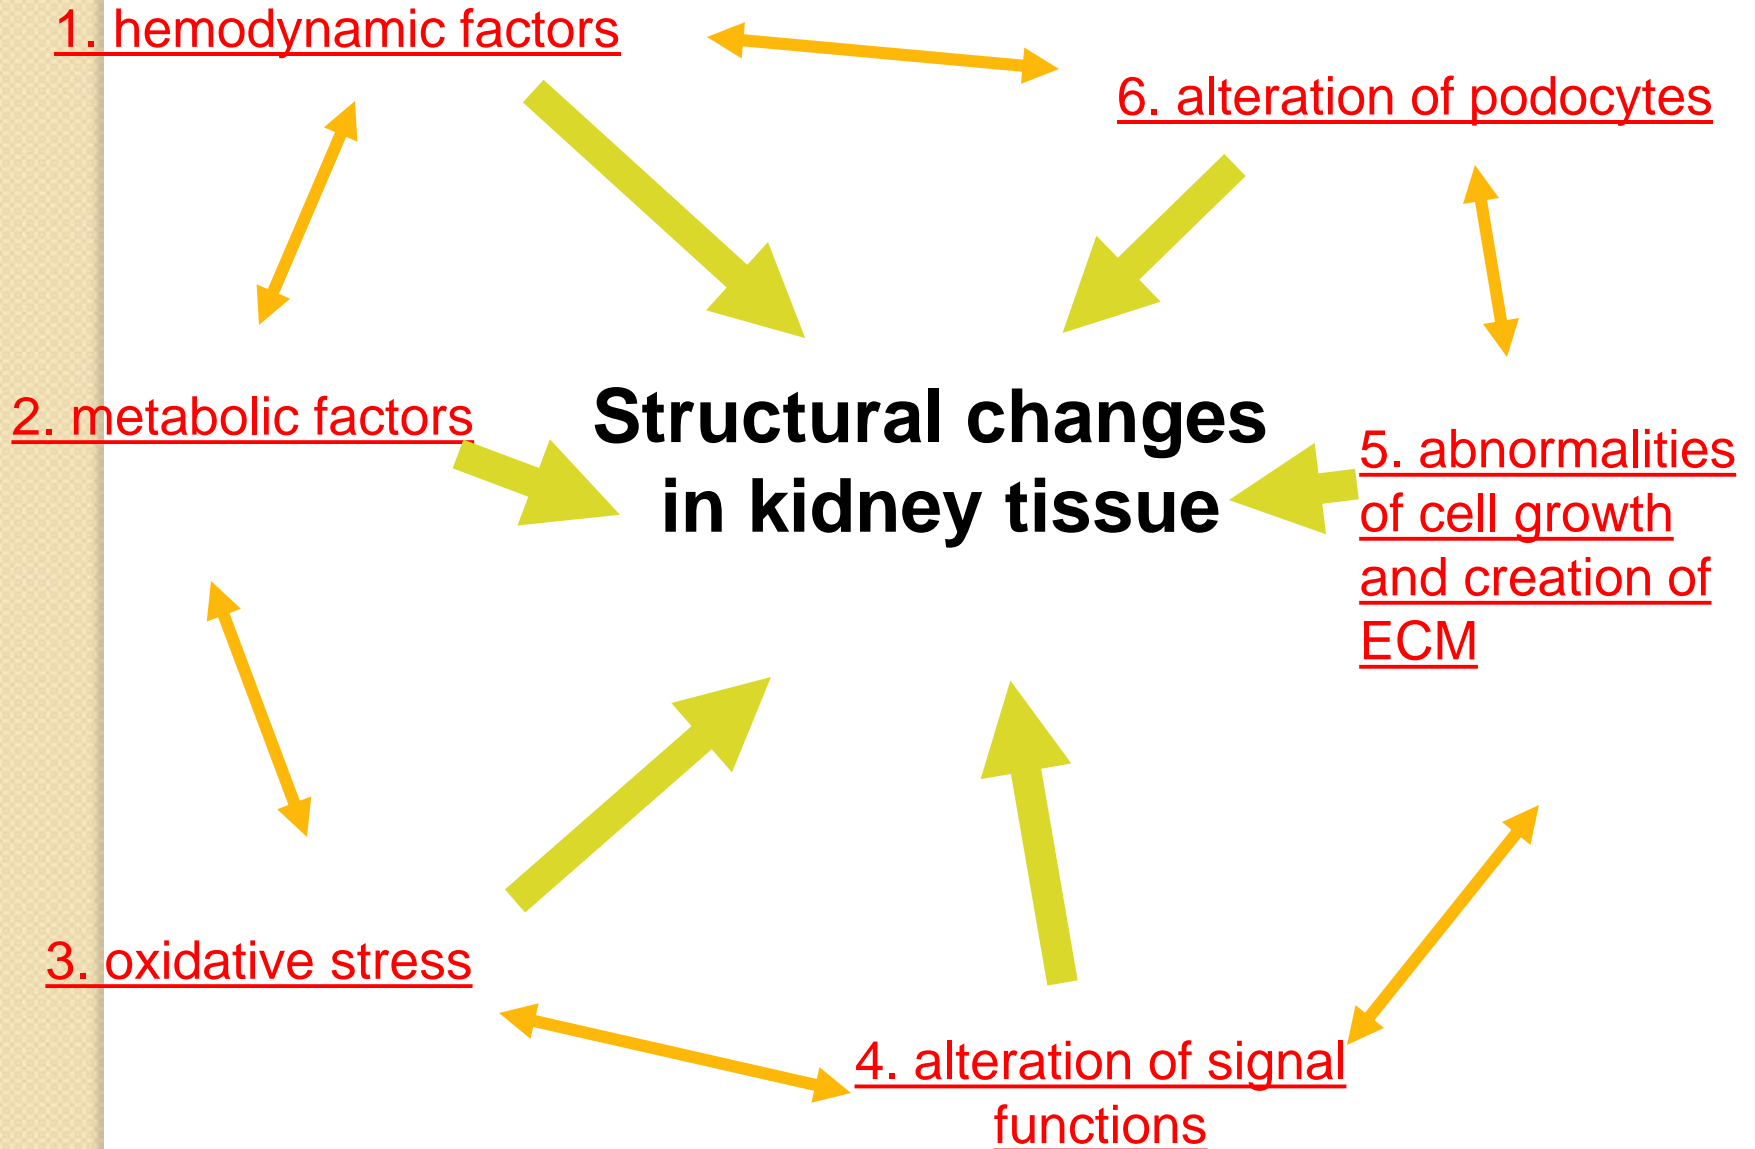 1. hemodynamic factors
6. alteration of podocytes
2. metabolic factors
Structural changes
in kidney tissue
5. abnormalities
of cell growth
and creation of
ECM
3. oxidative stress
4. alteration of signal
functions